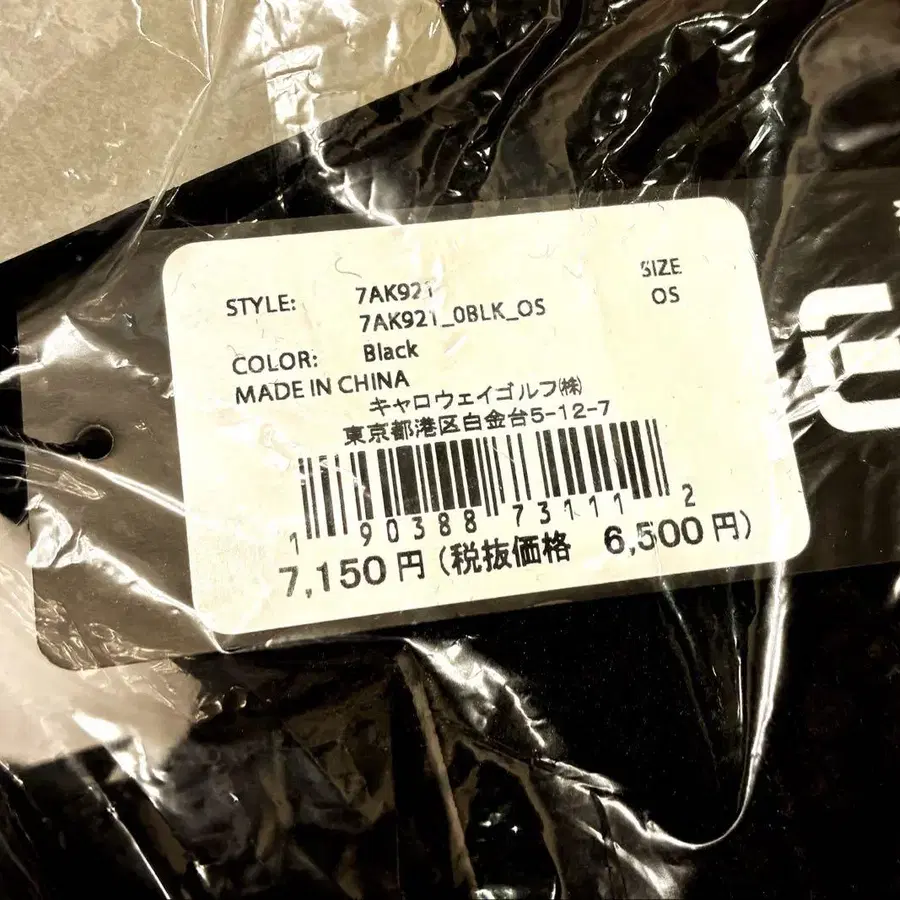 STYLE: 7AK921 SIZE
7AK921_0BLK_OS OS
COLOR: Black
MADE IN CHINA
キャロウェイゴルフ㈱
東京都港区白金台5-12-7
1 90388 73111 2
7,150円(税抜価格 6,500円)